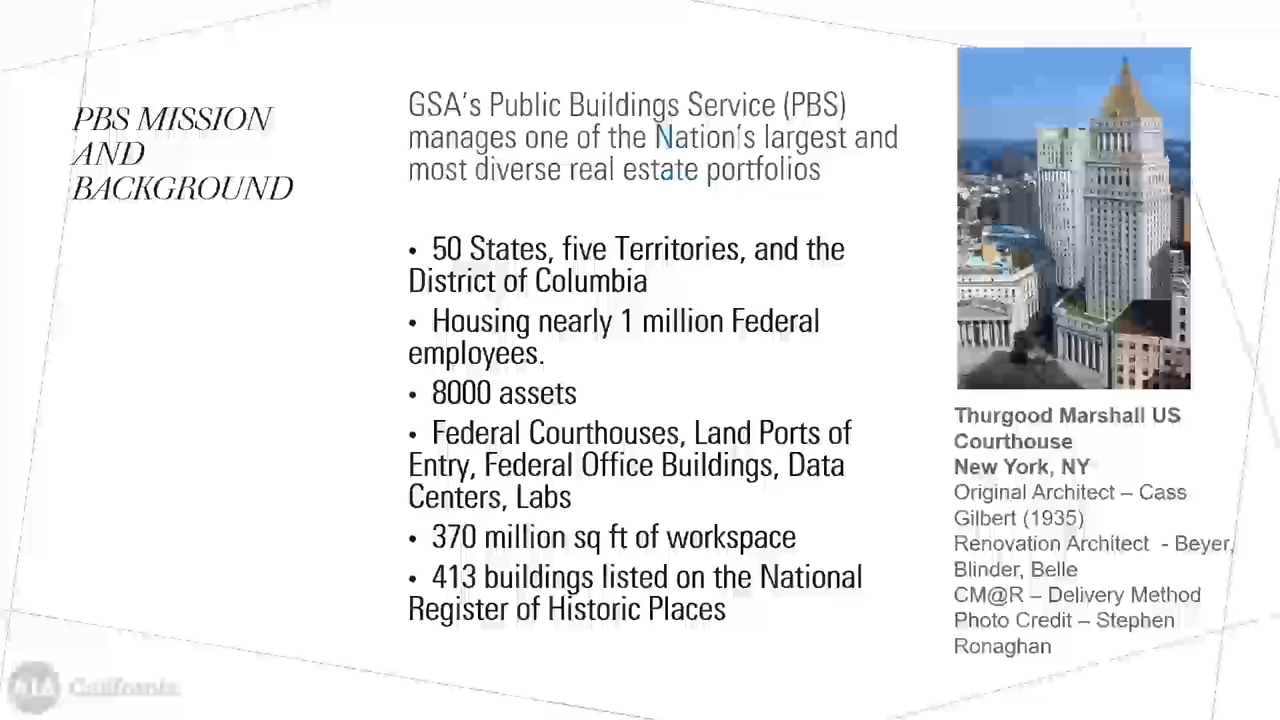 PBS MISSION
AND
BACKGROUND
GSA's Public Buildings Service (PBS)
manages one of the Nation's largest and
most diverse real estate portfolios
• 50 States, five Territories, and the
District of Columbia
• Housing nearly 1 million Federal
employees.
• 8000 assets
• Federal Courthouses, Land Ports of
Entry, Federal Office Buildings, Data
Centers, Labs
• 370 million sq ft of workspace
• 413 buildings listed on the National
Register of Historic Places
Thurgood Marshall US
Courthouse
New York, NY
Original Architect – Cass
Gilbert (1935)
Renovation Architect - Beyer,
Blinder, Belle
CM@R – Delivery Method
Photo Credit – Stephen
Ronaghan
AIA California